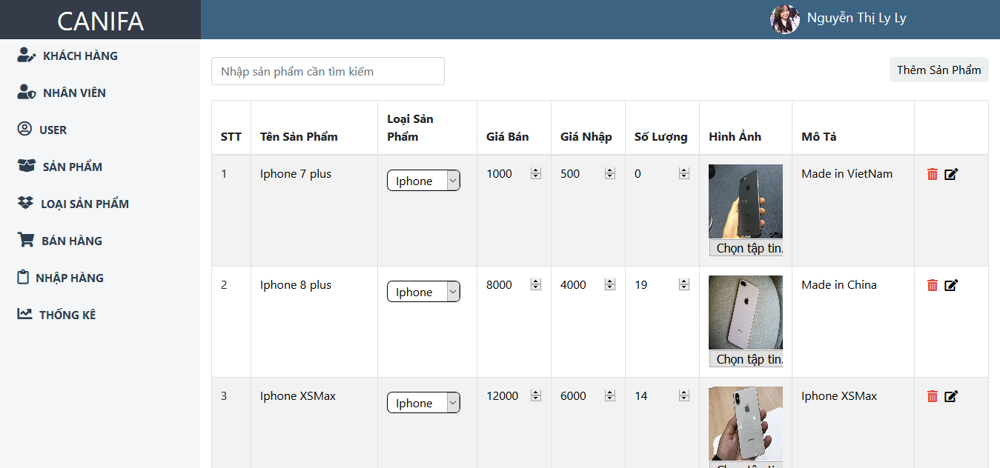 CANIFA
Nguyễn Thị Ly Ly
KHÁCH HÀNG
NHÂN VIÊN
USER
SẢN PHẨM
LOẠI SẢN PHẨM
BÁN HÀNG
NHẬP HÀNG
THỐNG KÊ
Nhập sản phẩm cần tìm kiếm
Thêm Sản Phẩm
STT Tên Sản Phẩm Loại Sản Phẩm Giá Bán Giá Nhập Số Lượng Hình Ảnh Mô Tả
1 Iphone 7 plus Iphone 1000 500 0 Made in VietNam
Chọn tập tin.
2 Iphone 8 plus Iphone 8000 4000 19 Made in China
Chọn tập tin.
3 Iphone XSMax Iphone 12000 6000 14 Iphone XSMax